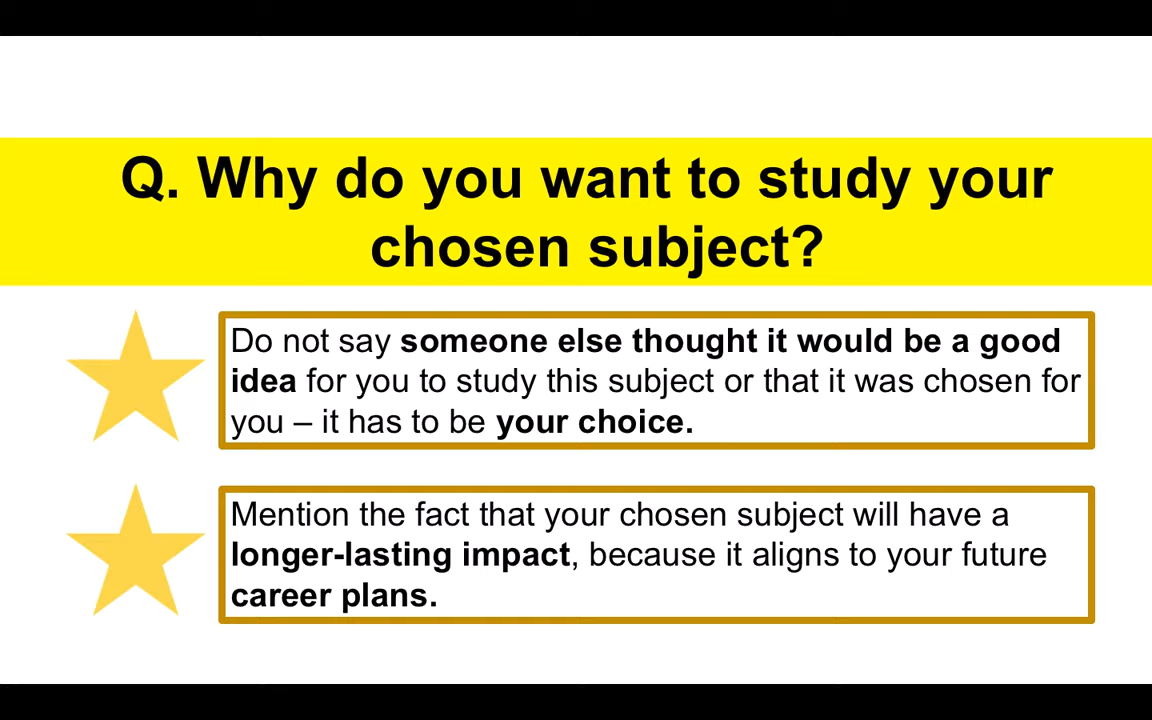 Q. Why do you want to study your
chosen subject?
Do not say someone else thought it would be a good
idea for you to study this subject or that it was chosen for
you – it has to be your choice.
Mention the fact that your chosen subject will have a
longer-lasting impact, because it aligns to your future
career plans.